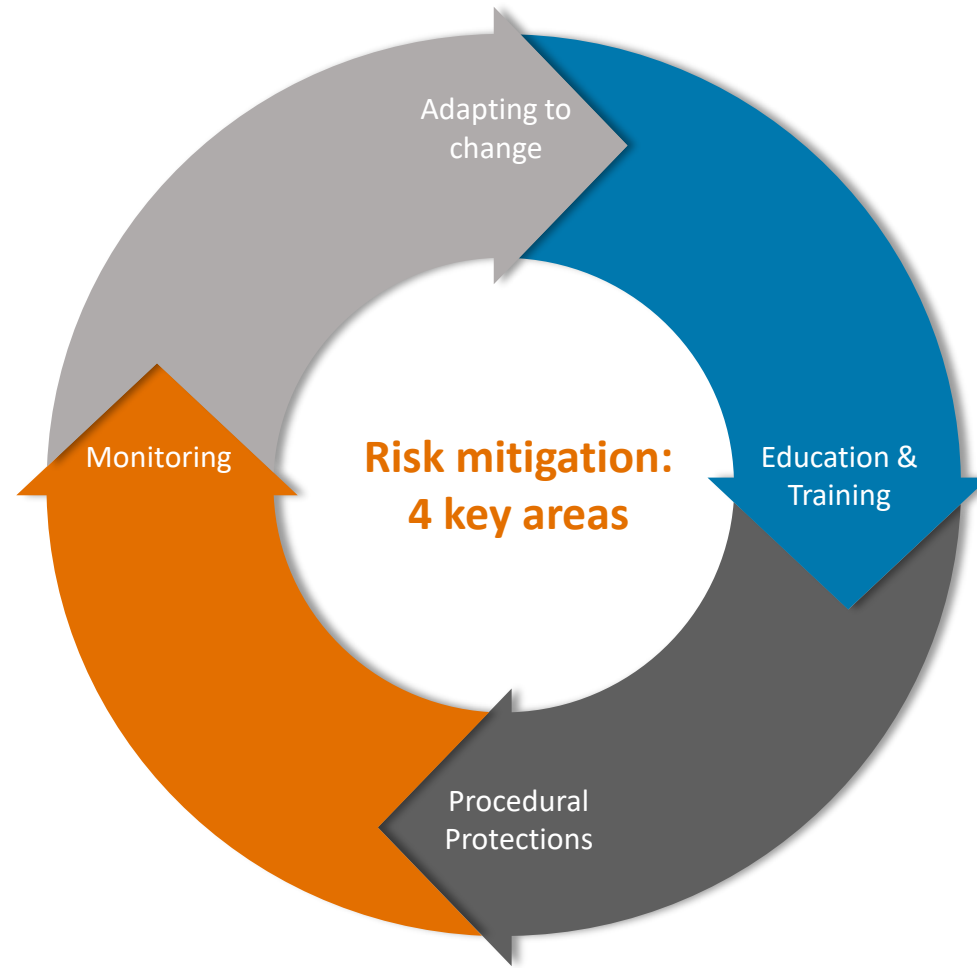 Adapting to
change
Education &
Training
Risk mitigation:
4 key areas
Monitoring
Procedural
Protections